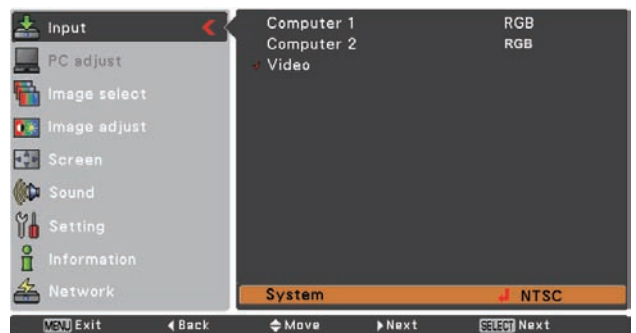 Input
PC adjust
Image select
Image adjust
Screen
Sound
Setting
Information
Network
Computer 1 RGB
Computer 2 RGB
Video
System NTSC
MENU Exit Back Move Next SELECT Next